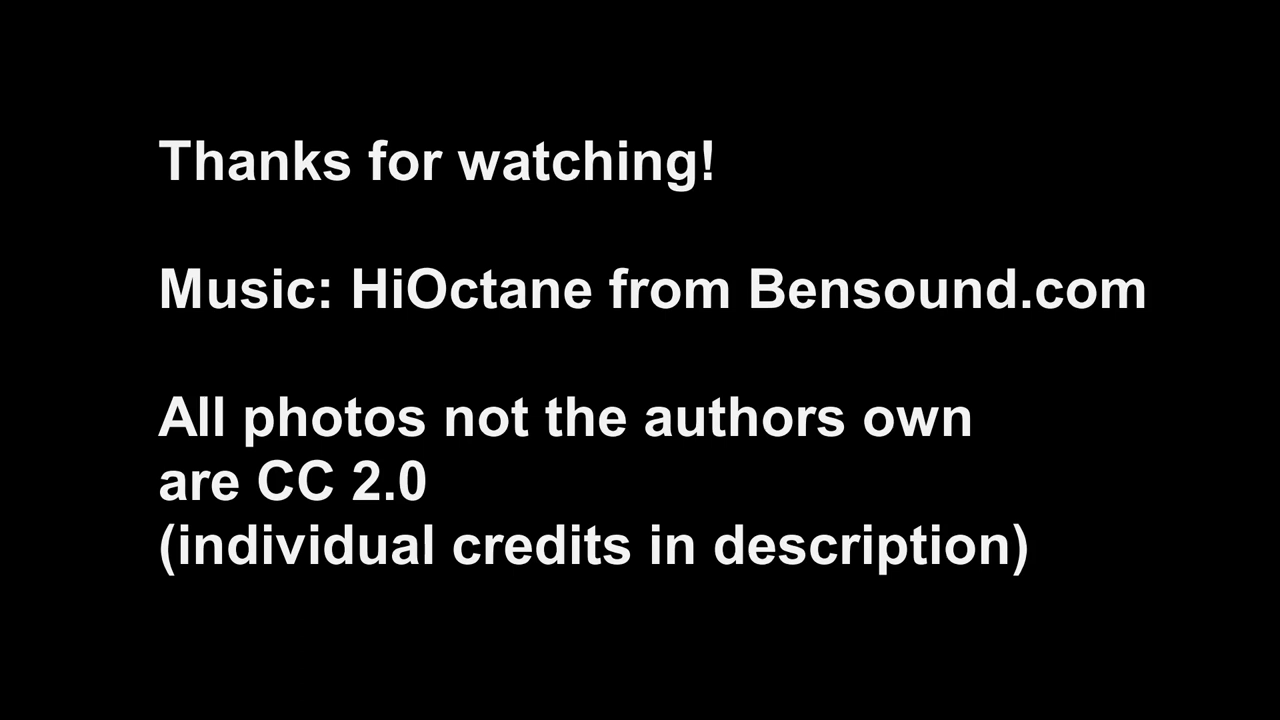 Thanks for watching!
Music: HiOctane from Bensound.com
All photos not the authors own
are CC 2.0
(individual credits in description)